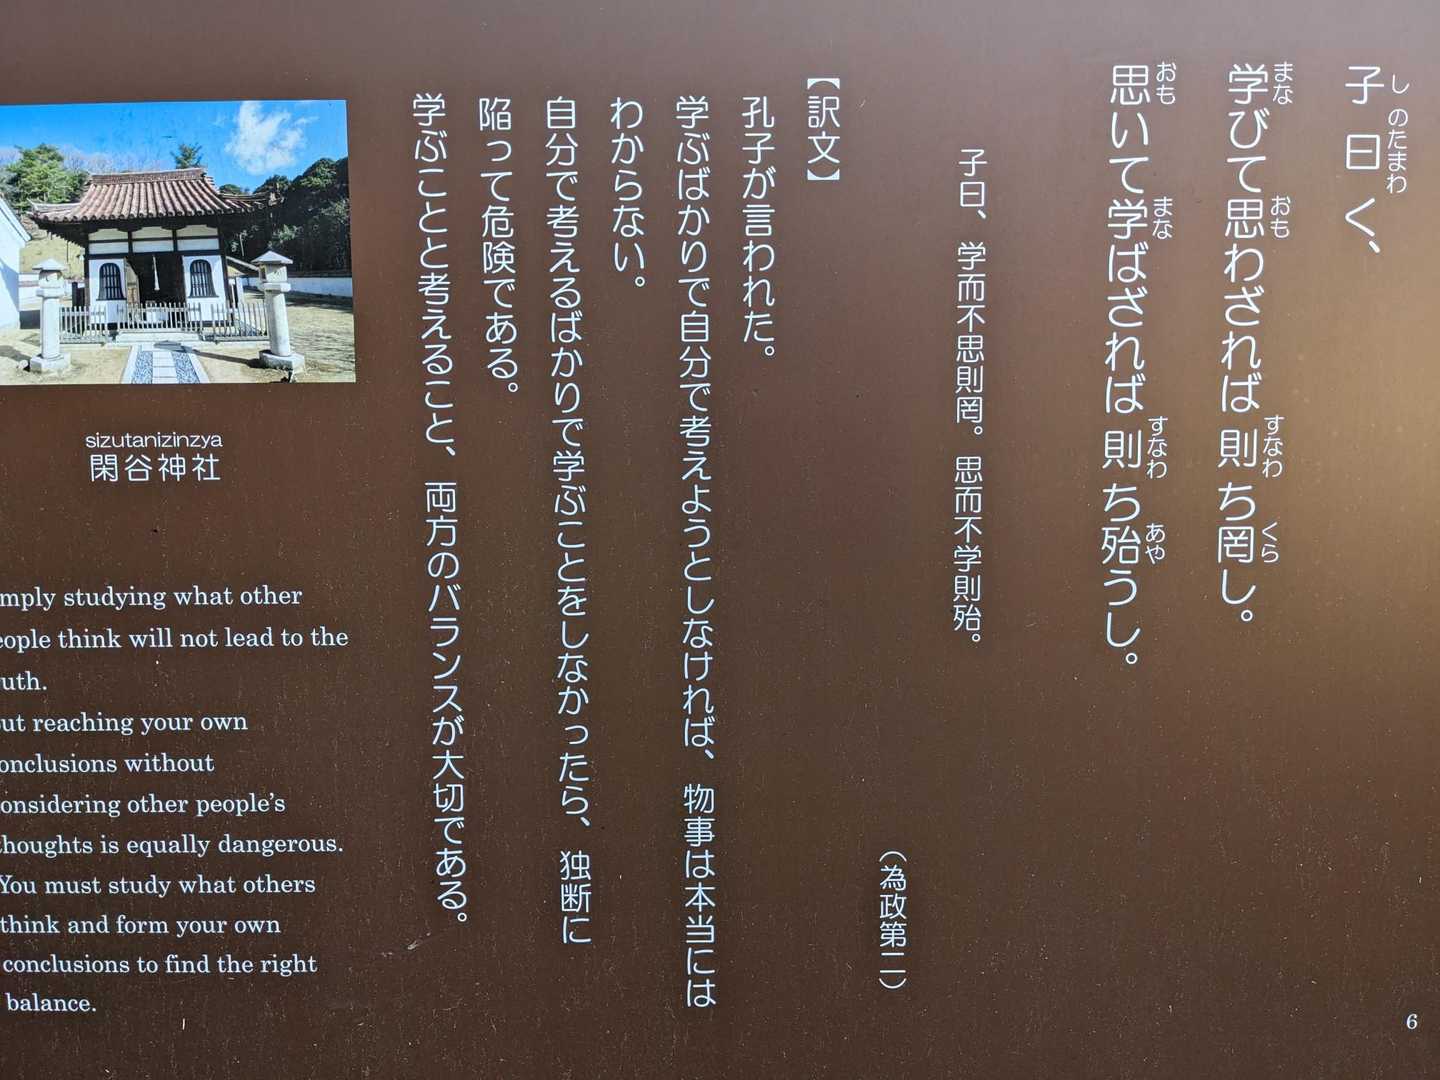 子曰く、
学びて思わざれば則ち罔し。
思いて学ばざれば則ち殆うし。
子曰、学而不思則罔。思而不学則殆。
（為政第二）
【訳文】
孔子が言われた。
学ぶばかりで自分で考えようとしなければ、物事は本当には
わからない。
自分で考えるばかりで学ぶことをしなかったら、独断に
陥って危険である。
学ぶことと考えること、両方のバランスが大切である。
sizutanizinzya
閑谷神社
mply studying what other
eople think will not lead to the
uth.
ut reaching your own
onclusions without
onsidering other people's
thoughts is equally dangerous.
You must study what others
think and form your own
conclusions to find the right
balance.
6